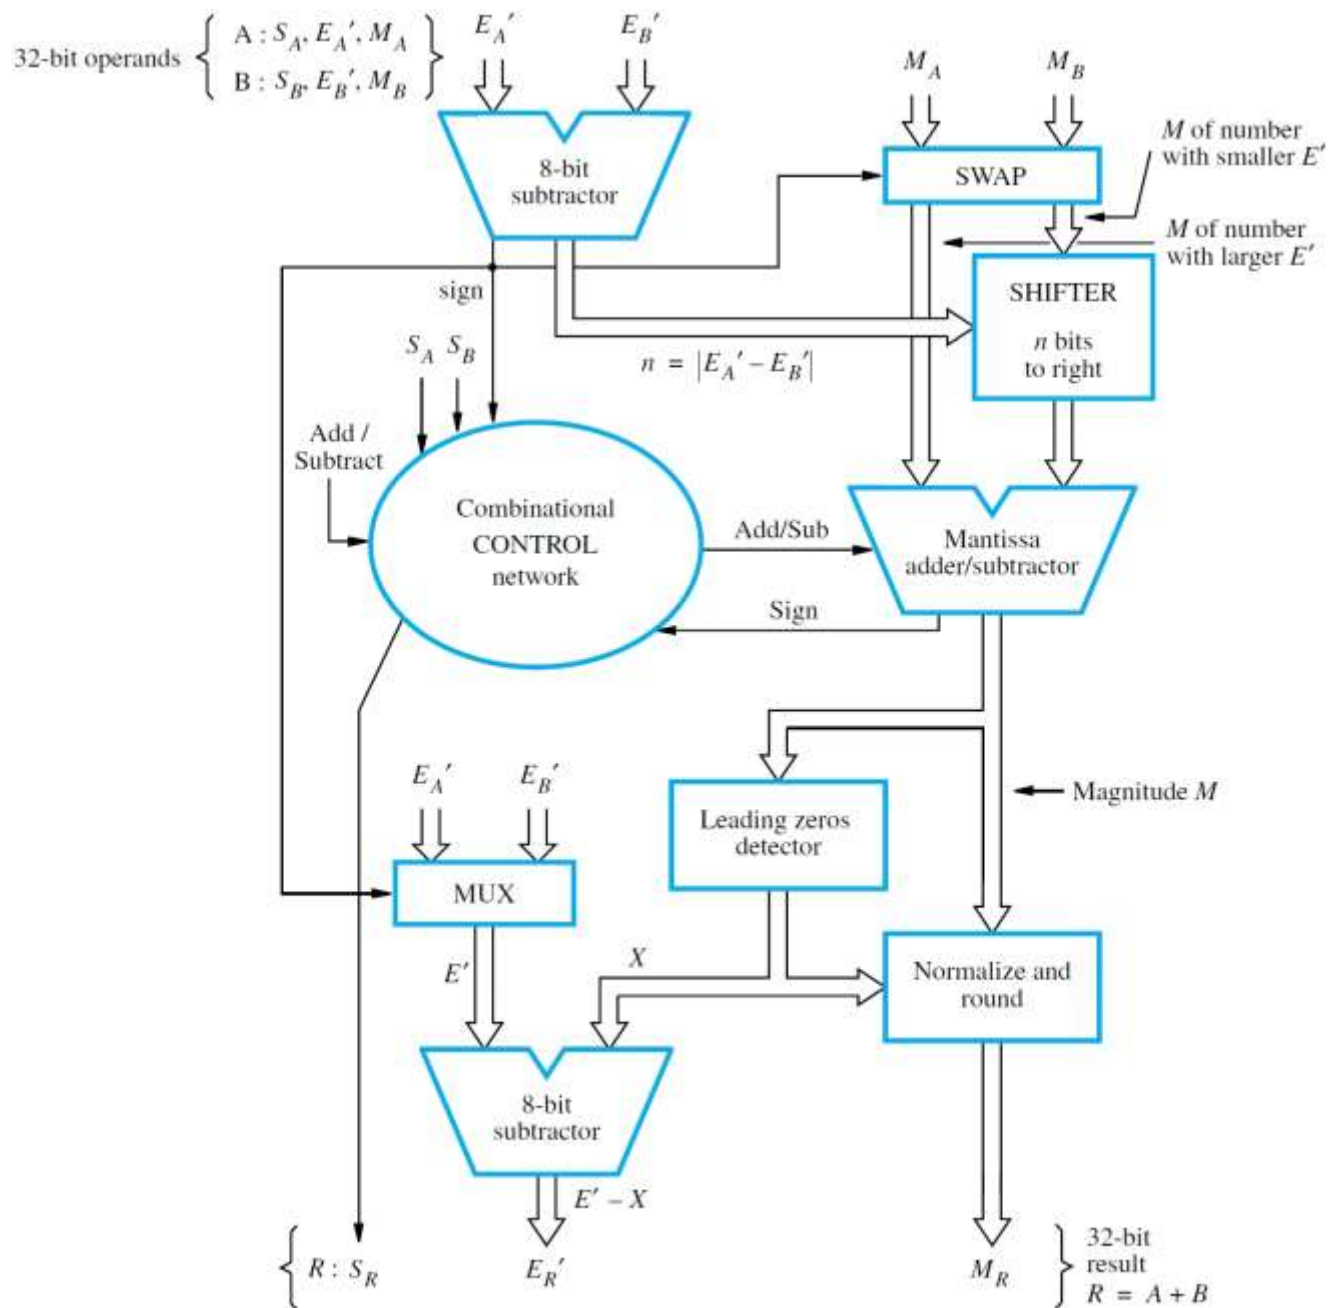 32-bit operands
A : S_A, E_A′, M_A
B : S_B, E_B′, M_B
E_A′
E_B′
8-bit
subtractor
M_A
M_B
SWAP
M of number
with smaller E′
M of number
with larger E′
sign
SHIFTER
n bits
to right
n = |E_A′ – E_B′|
S_A
S_B
Add /
Subtract
Combinational
CONTROL
network
Add/Sub
Mantissa
adder/subtractor
Sign
E_A′
E_B′
MUX
Leading zeros
detector
Magnitude M
E′
X
Normalize and
round
8-bit
subtractor
E′ – X
R : S_R
E_R′
M_R
32-bit
result
R = A + B